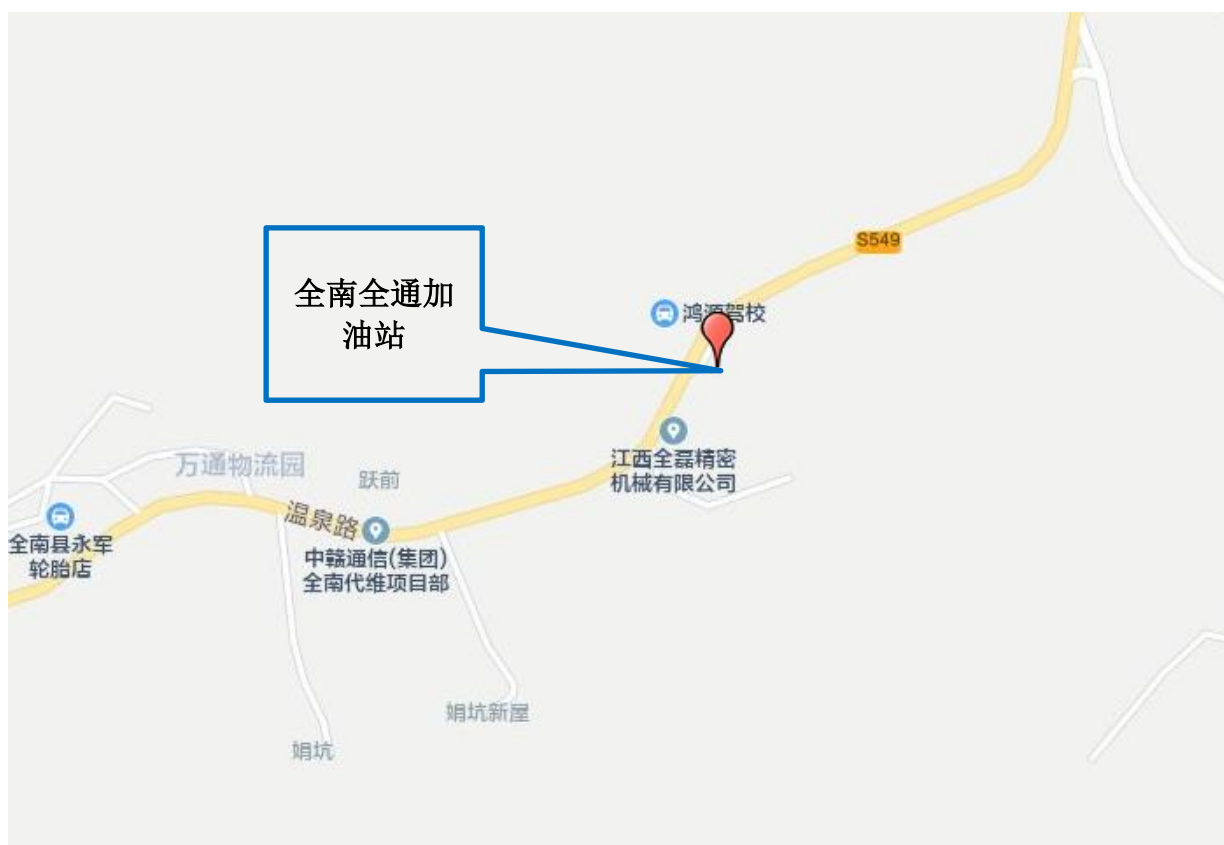 S549
全南全通加
油站
鸿源驾校
江西全磊精密
机械有限公司
万通物流园
跃前
温泉路
全南县永军
轮胎店
中赣通信(集团)
全南代维项目部
娟坑新屋
娟坑